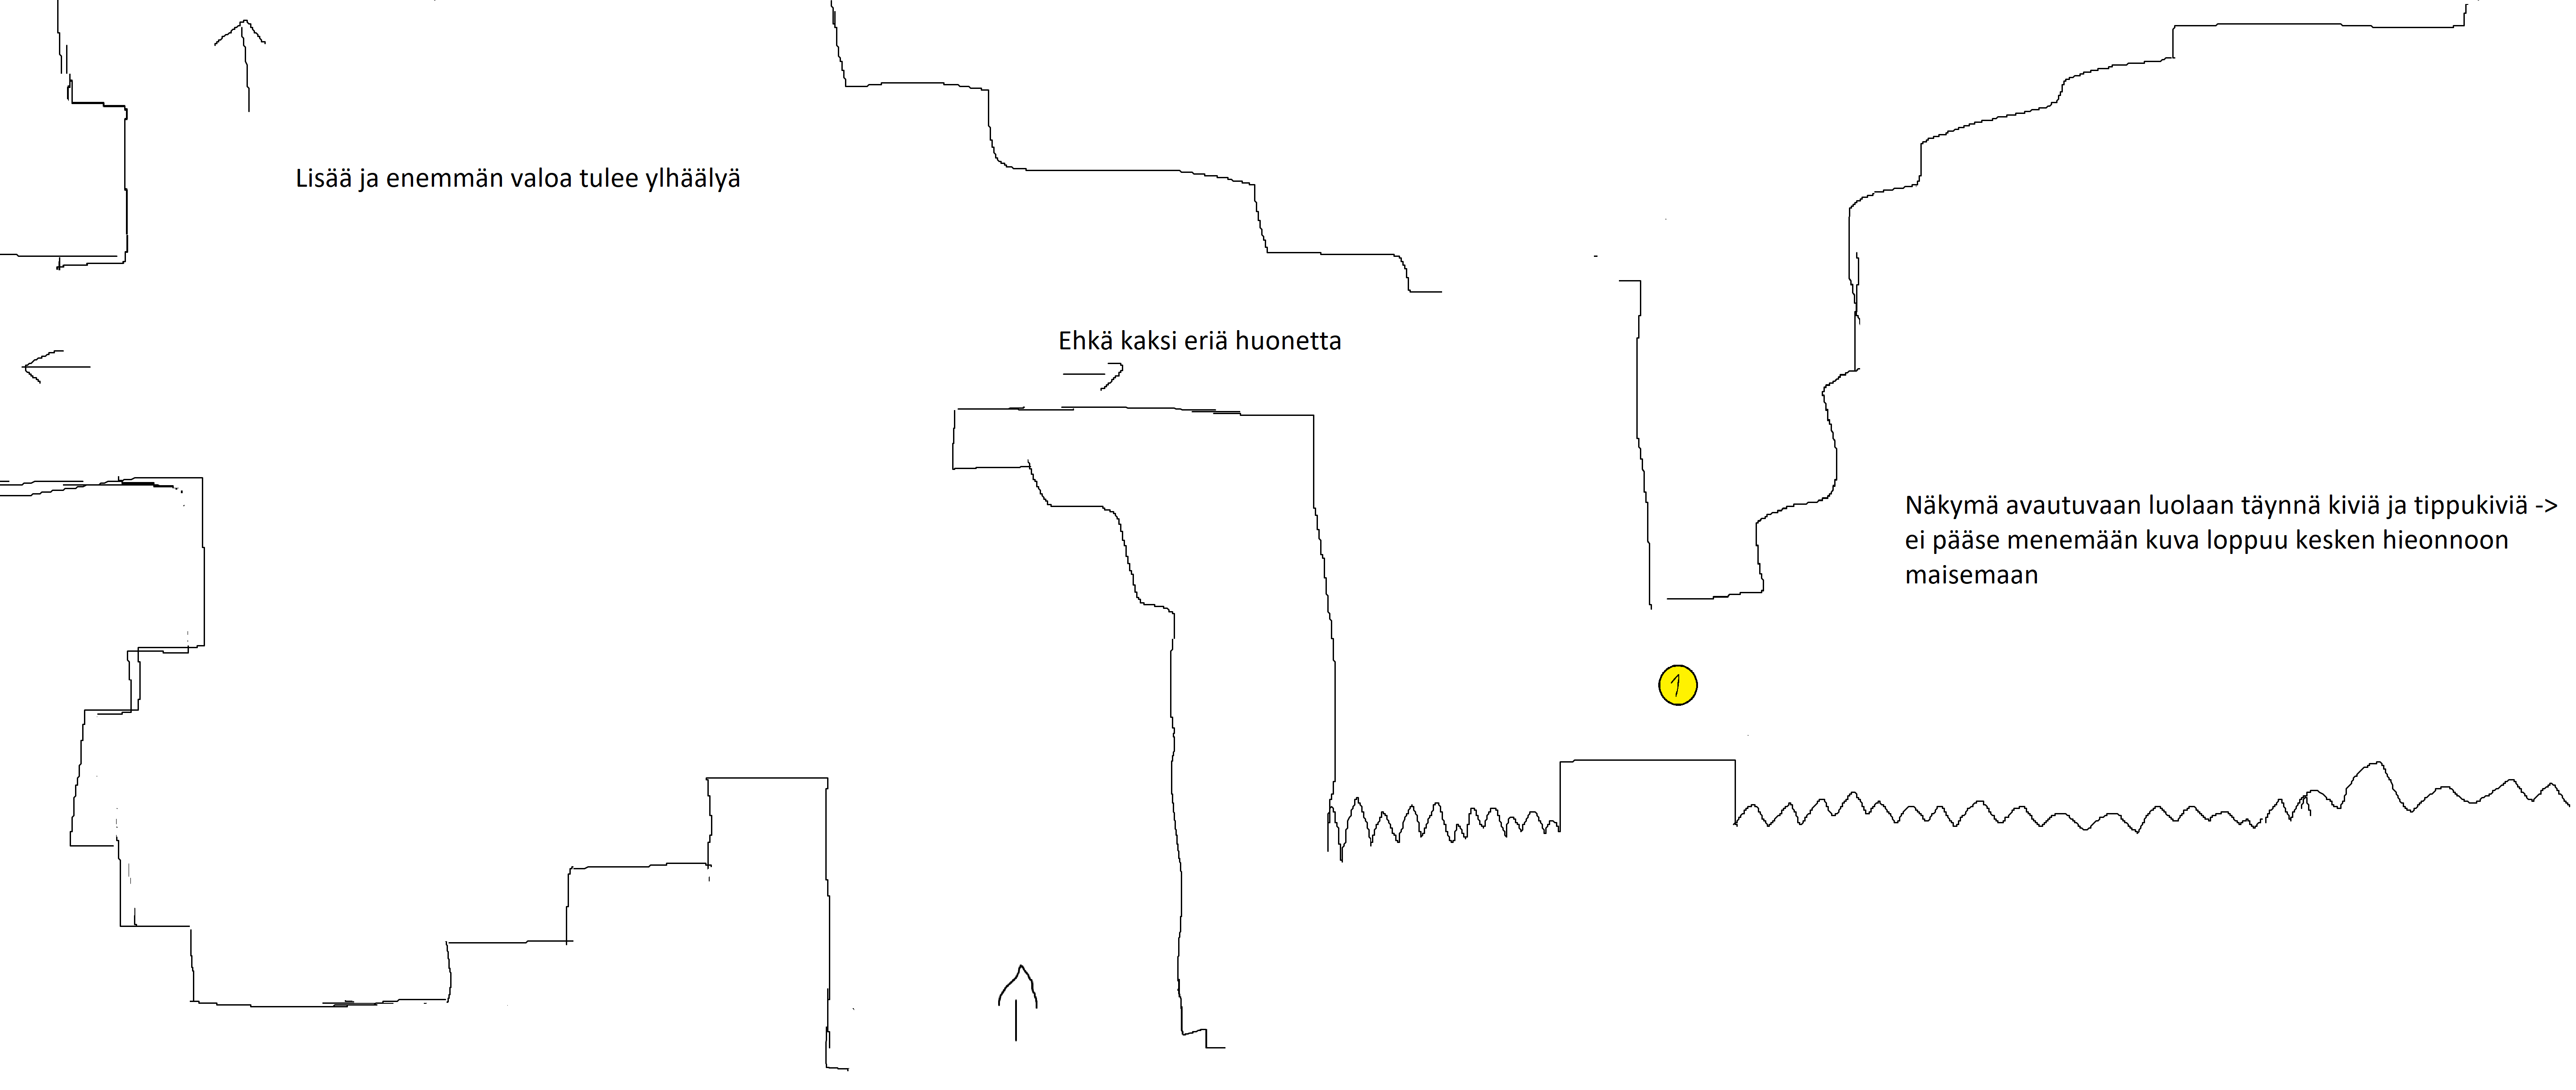 Lisää ja enemmän valoa tulee ylhäälyä
Ehkä kaksi eriä huonetta
Näkymä avautuvaan luolaan täynnä kiviä ja tippukiviä ->
ei pääse menemään kuva loppuu kesken hieonnoon
maisemaan
1